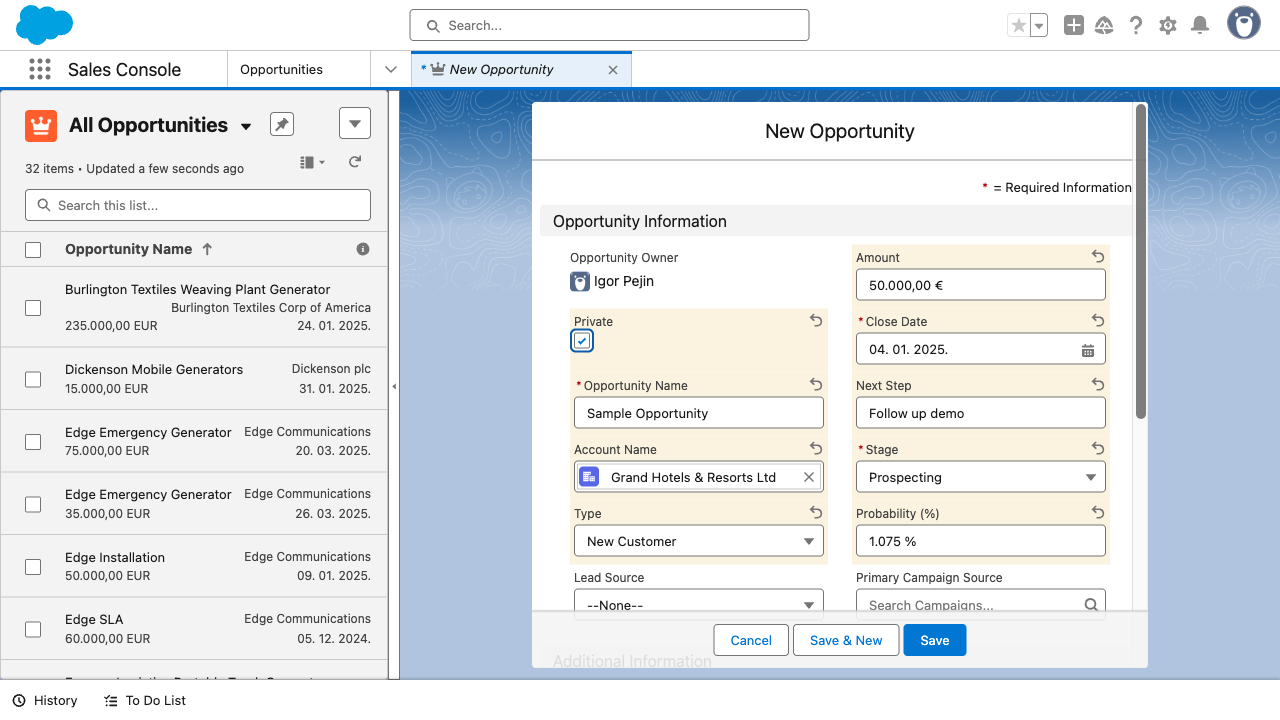 Search...
Sales Console
Opportunities
* New Opportunity
All Opportunities
32 items • Updated a few seconds ago
Search this list...
Opportunity Name
Burlington Textiles Weaving Plant Generator
Burlington Textiles Corp of America
235.000,00 EUR 24. 01. 2025.
Dickenson Mobile Generators Dickenson plc
15.000,00 EUR 31. 01. 2025.
Edge Emergency Generator Edge Communications
75.000,00 EUR 20. 03. 2025.
Edge Emergency Generator Edge Communications
35.000,00 EUR 26. 03. 2025.
Edge Installation Edge Communications
50.000,00 EUR 09. 01. 2025.
Edge SLA Edge Communications
60.000,00 EUR 05. 12. 2024.
New Opportunity
* = Required Information
Opportunity Information
Opportunity Owner
Igor Pejin
Amount
50.000,00 €
Private
* Close Date
04. 01. 2025.
* Opportunity Name
Sample Opportunity
Next Step
Follow up demo
Account Name
Grand Hotels & Resorts Ltd
* Stage
Prospecting
Type
New Customer
Probability (%)
1.075 %
Lead Source
--None--
Primary Campaign Source
Search Campaigns...
Additional Information
Cancel
Save & New
Save
History
To Do List